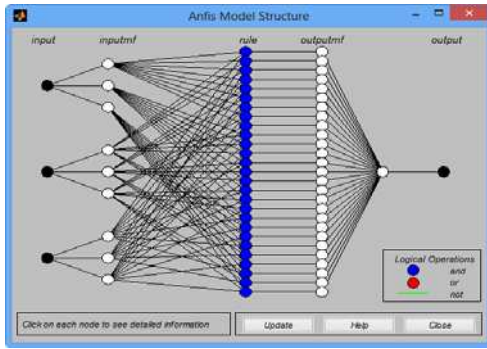 Anfis Model Structure
input inputmf rule outputmf output
Logical Operations
and
or
not
Click on each node to see detailed information
Update Help Close